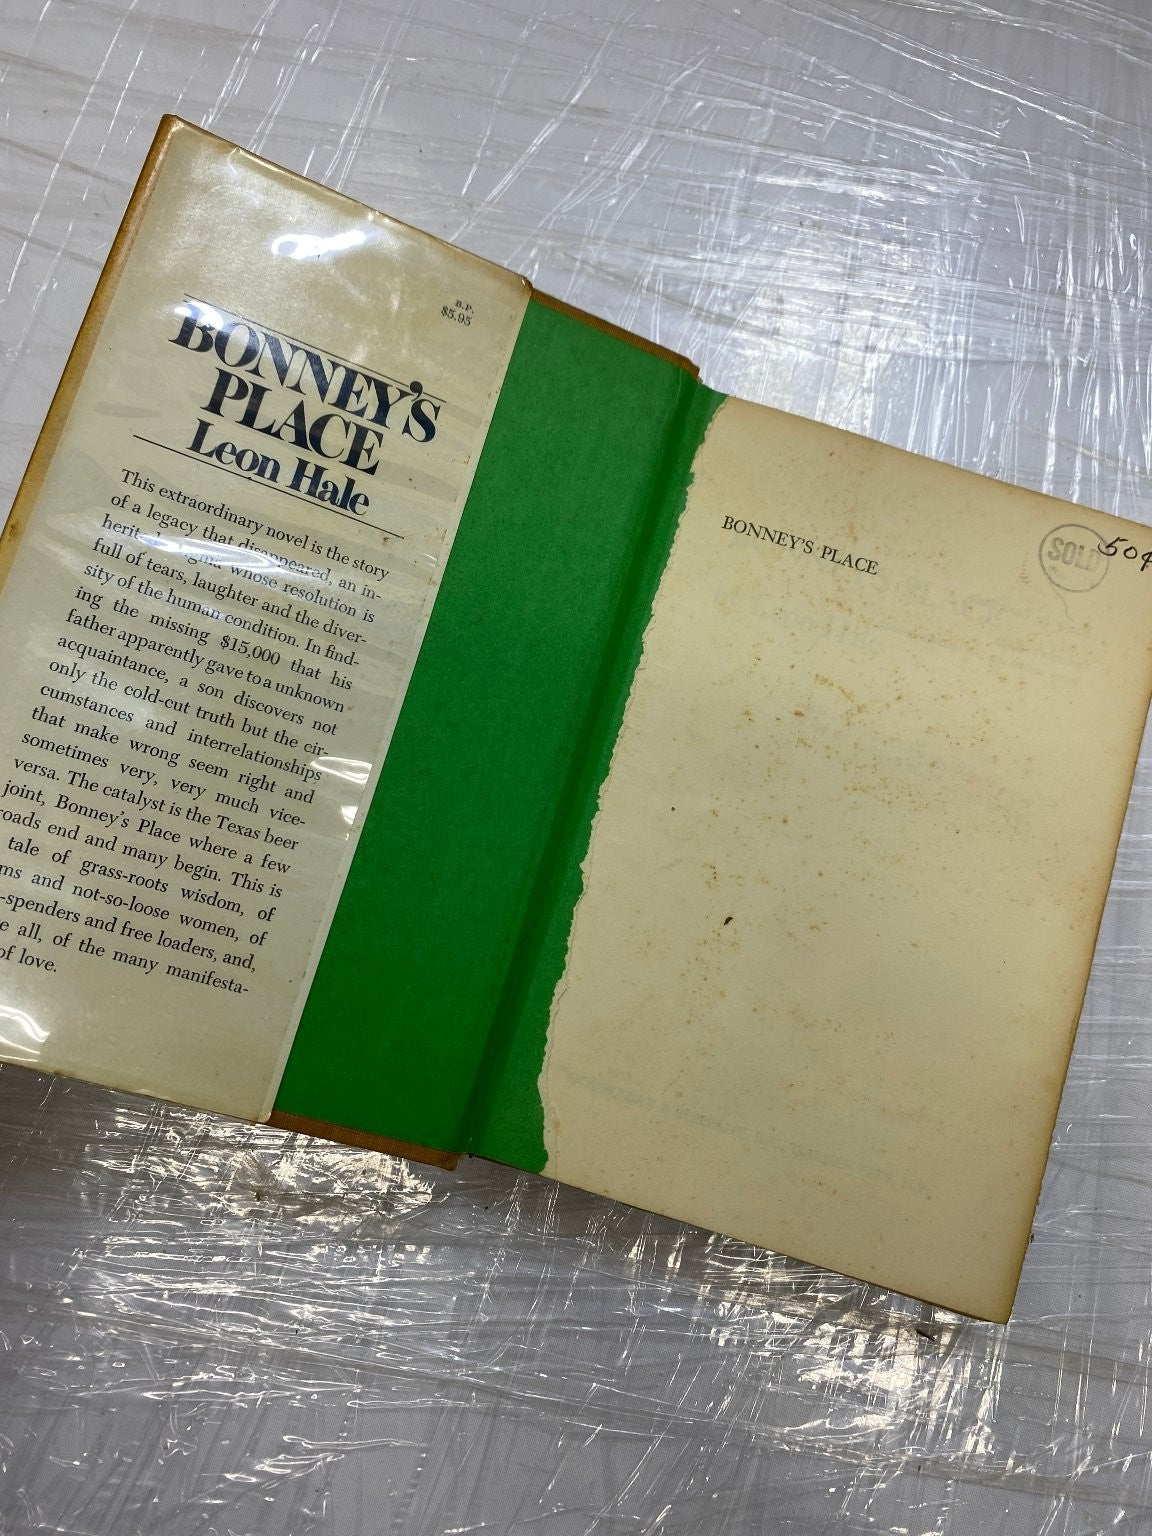 B.P.
$5.95
BONNEY'S
PLACE
Leon Hale
This extraordinary novel is the story
of a legacy that disappeared, an in-
herited whose resolution is
full of tears, laughter and the diver-
sity of the human condition. In find-
ing the missing $15,000 that his
father apparently gave to a unknown
acquaintance, a son discovers not
only the cold-cut truth but the cir-
cumstances and interrelationships
that make wrong seem right and
sometimes very, very much vice-
versa. The catalyst is the Texas beer
joint, Bonney's Place where a few
roads end and many begin. This is
tale of grass-roots wisdom, of
ms and not-so-loose women, of
-spenders and free loaders, and,
e all, of the many manifesta-
of love.
BONNEY'S PLACE
SOLD 50¢